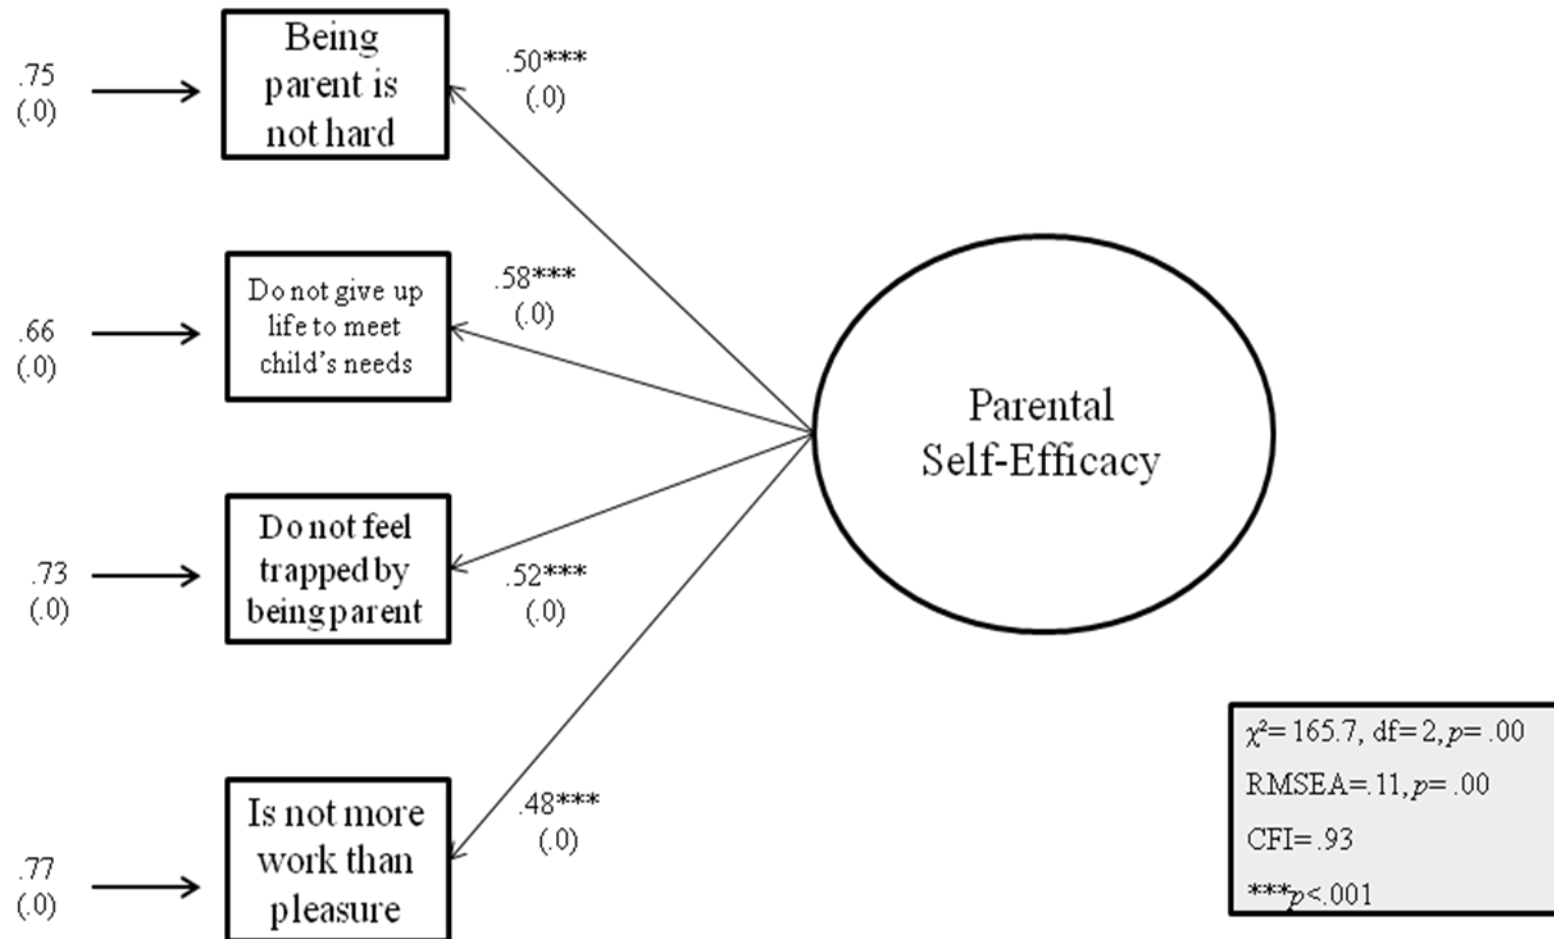 .75
(.0)
Being
parent is
not hard
.50***
(.0)
.66
(.0)
Do not give up
life to meet
child’s needs
.58***
(.0)
Parental
Self-Efficacy
.73
(.0)
Do not feel
trapped by
being parent
.52***
(.0)
.77
(.0)
Is not more
work than
pleasure
.48***
(.0)
χ²= 165.7, df= 2, p= .00
RMSEA=.11, p= .00
CFI= .93
***p<.001